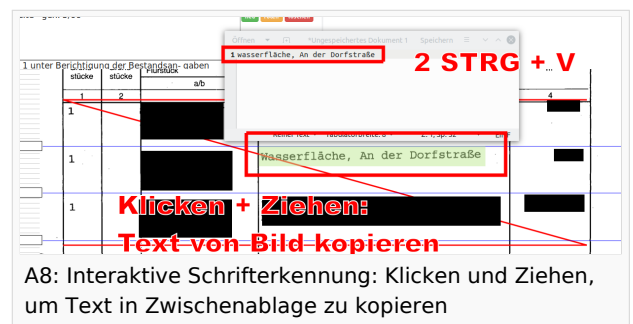 Öffnen
*Ungespeichertes Dokument 1
Speichern
1 wasserfläche, An der Dorfstraße
2 STRG + V
1 unter Berichtigung der Bestandsan- gaben
stücke stücke Flurstück
a/b
1 2 4
1
1 Wasserfläche, An der Dorfstraße
1
Klicken + Ziehen:
Text von Bild kopieren
A8: Interaktive Schrifterkennung: Klicken und Ziehen,
um Text in Zwischenablage zu kopieren